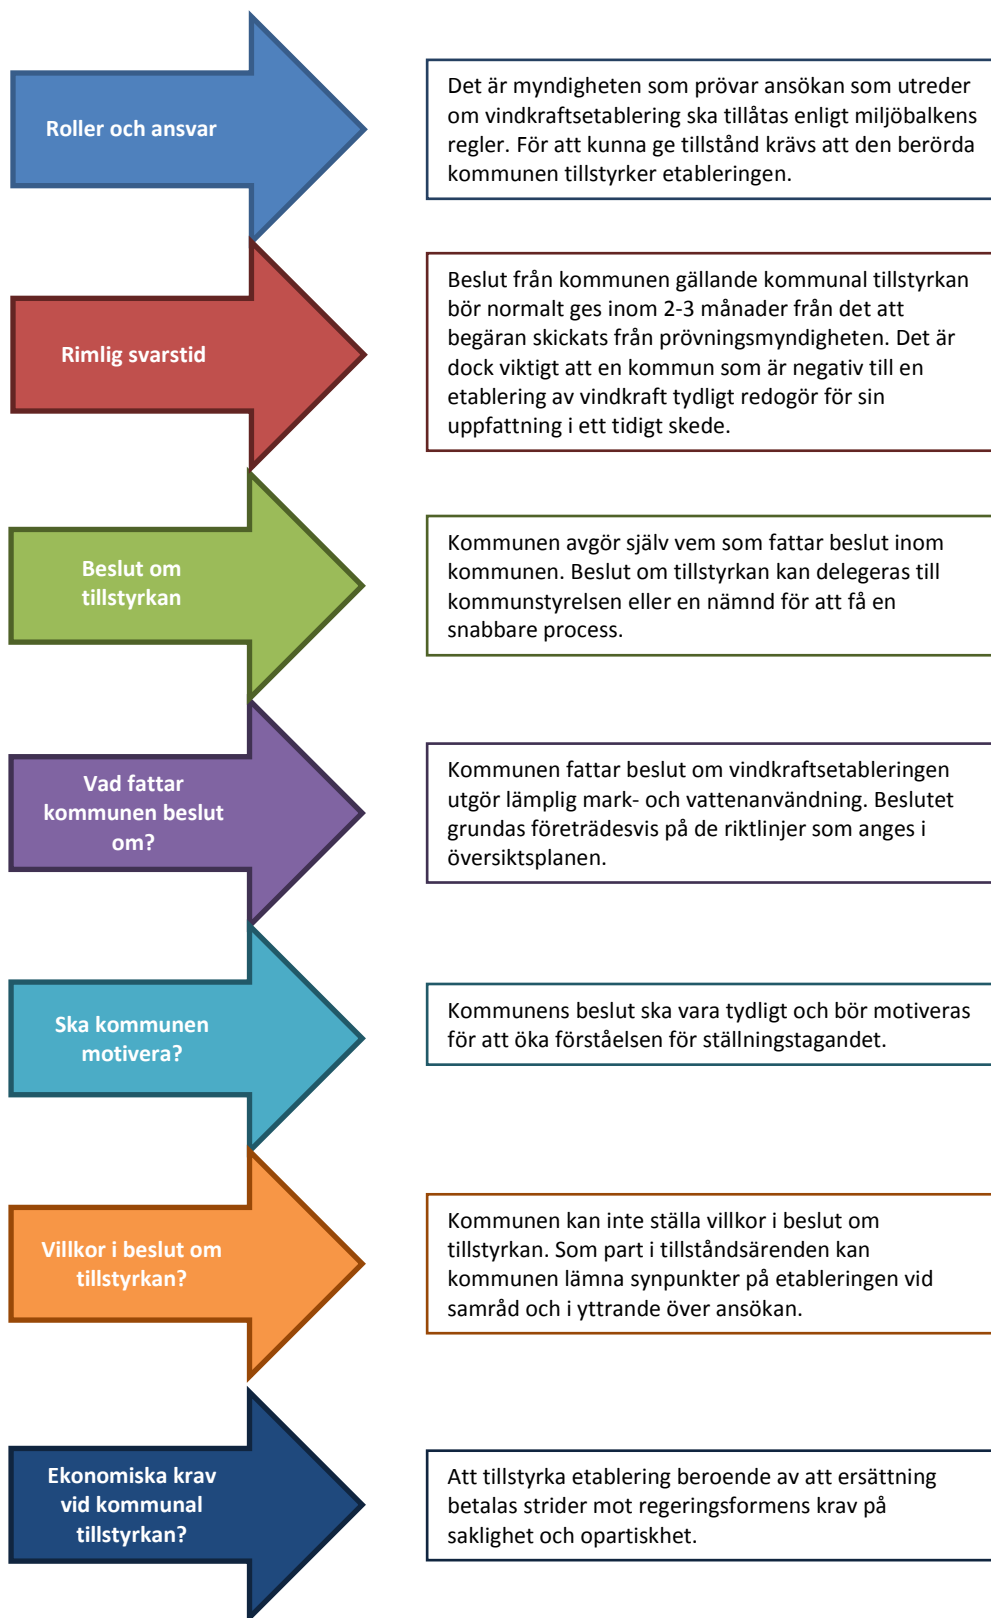 Roller och ansvar
Det är myndigheten som prövar ansökan som utreder
om vindkraftsetablering ska tillåtas enligt miljöbalkens
regler. För att kunna ge tillstånd krävs att den berörda
kommunen tillstyrker etableringen.
Rimlig svarstid
Beslut från kommunen gällande kommunal tillstyrkan
bör normalt ges inom 2-3 månader från det att
begäran skickats från prövningsmyndigheten. Det är
dock viktigt att en kommun som är negativ till en
etablering av vindkraft tydligt redogör för sin
uppfattning i ett tidigt skede.
Beslut om
tillstyrkan
Kommunen avgör själv vem som fattar beslut inom
kommunen. Beslut om tillstyrkan kan delegeras till
kommunstyrelsen eller en nämnd för att få en
snabbare process.
Vad fattar
kommunen beslut
om?
Kommunen fattar beslut om vindkraftsetableringen
utgör lämplig mark- och vattenanvändning. Beslutet
grundas företrädesvis på de riktlinjer som anges i
översiktsplanen.
Ska kommunen
motivera?
Kommunens beslut ska vara tydligt och bör motiveras
för att öka förståelsen för ställningstagandet.
Villkor i beslut om
tillstyrkan?
Kommunen kan inte ställa villkor i beslut om
tillstyrkan. Som part i tillståndsärenden kan
kommunen lämna synpunkter på etableringen vid
samråd och i yttrande över ansökan.
Ekonomiska krav
vid kommunal
tillstyrkan?
Att tillstyrka etablering beroende av att ersättning
betalas strider mot regeringsformens krav på
saklighet och opartiskhet.